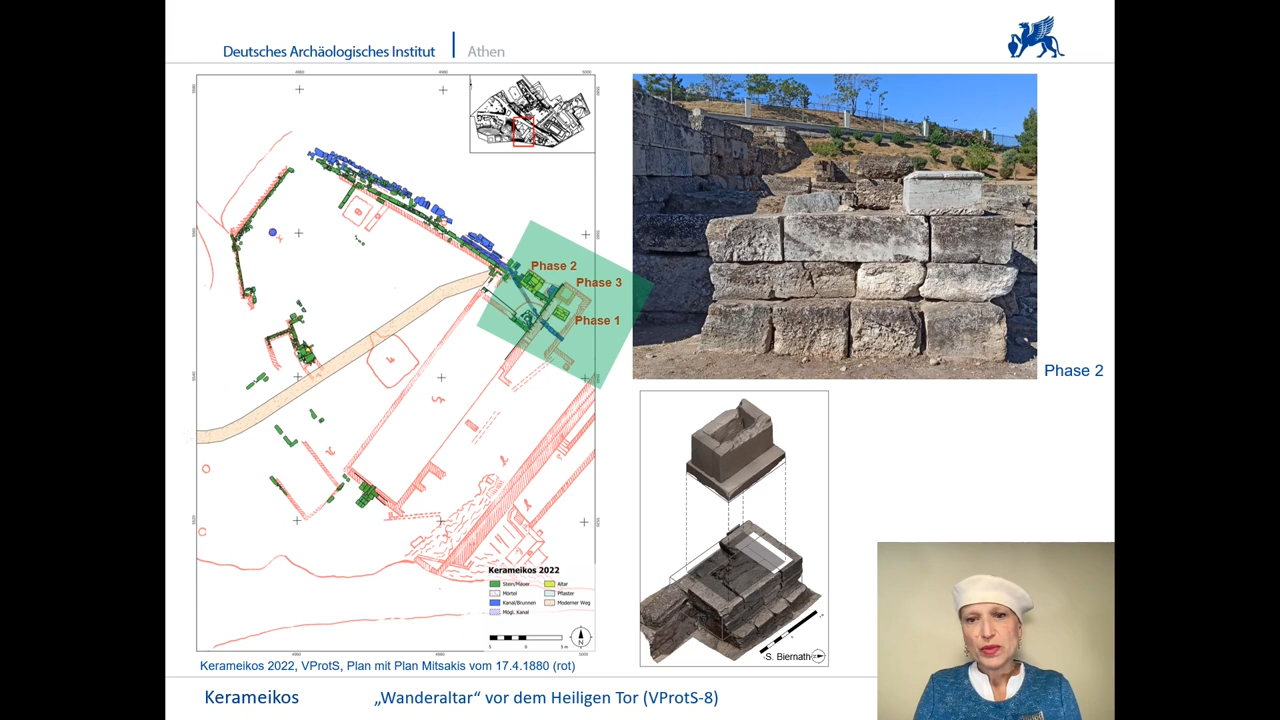 Deutsches Archäologisches Institut
Athen
Phase 2
Phase 3
Phase 1
Phase 2
Kerameikos 2022
Stein/Mauer
Altar
Mörtel
Pflaster
Kanal/Brunnen
Moderner Weg
Mögl. Kanal
N
S. Biernath
Kerameikos 2022, VProtS, Plan mit Plan Mitsakis vom 17.4.1880 (rot)
Kerameikos
„Wanderaltar“ vor dem Heiligen Tor (VProtS-8)